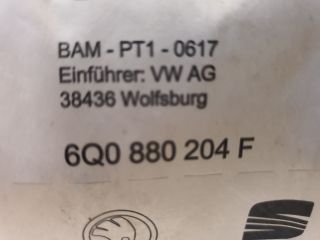 BAM - PT1 - 0617
Einführer: VW AG
38436 Wolfsburg
6Q0 880 204 F